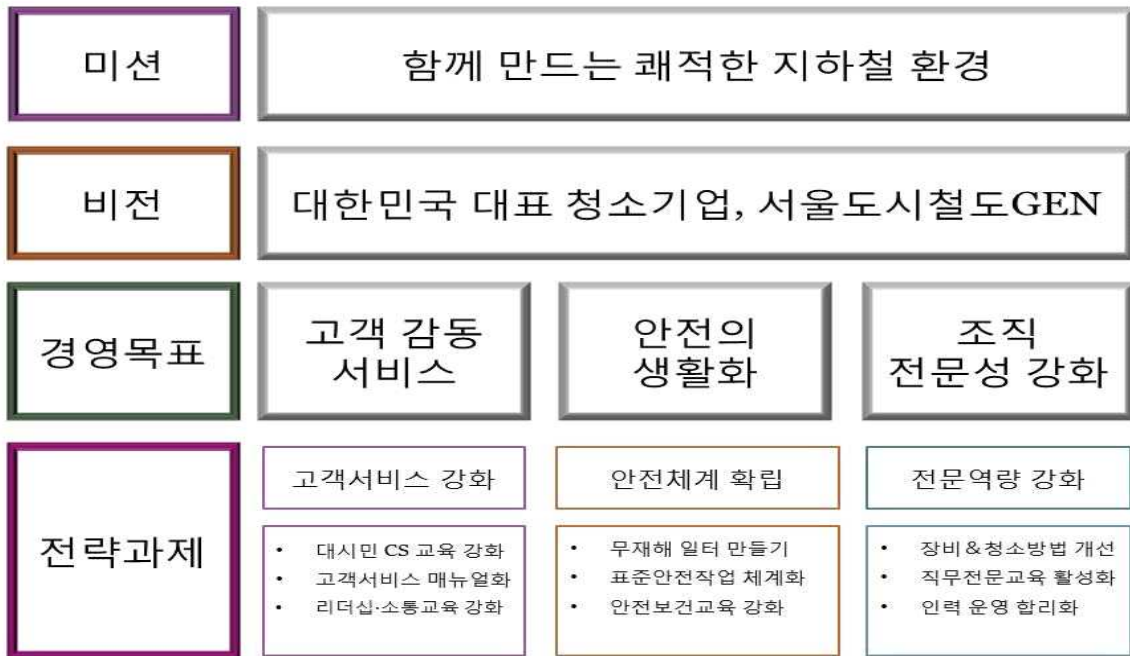 미션
함께 만드는 쾌적한 지하철 환경
비전
대한민국 대표 청소기업, 서울도시철도GEN
경영목표
고객 감동
서비스
안전의
생활화
조직
전문성 강화
전략과제
고객서비스 강화
안전체계 확립
전문역량 강화
• 대시민 CS 교육 강화
• 고객서비스 매뉴얼화
• 리더십·소통교육 강화
• 무재해 일터 만들기
• 표준안전작업 체계화
• 안전보건교육 강화
• 장비&청소방법 개선
• 직무전문교육 활성화
• 인력 운영 합리화